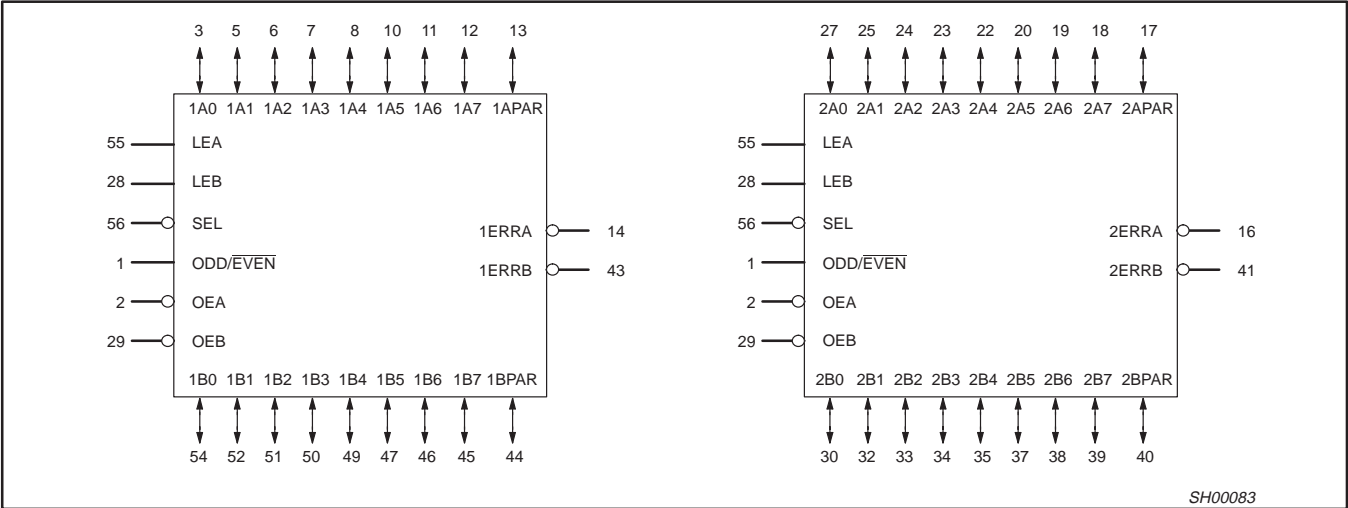 3 5 6 7 8 10 11 12 13
1A0 1A1 1A2 1A3 1A4 1A5 1A6 1A7 1APAR
55 LEA
28 LEB
56 SEL
1ERRA 14
1 ODD/EVEN
1ERRB 43
2 OEA
29 OEB
1B0 1B1 1B2 1B3 1B4 1B5 1B6 1B7 1BPAR
54 52 51 50 49 47 46 45 44
27 25 24 23 22 20 19 18 17
2A0 2A1 2A2 2A3 2A4 2A5 2A6 2A7 2APAR
55 LEA
28 LEB
56 SEL
2ERRA 16
1 ODD/EVEN
2ERRB 41
2 OEA
29 OEB
2B0 2B1 2B2 2B3 2B4 2B5 2B6 2B7 2BPAR
30 32 33 34 35 37 38 39 40
SH00083